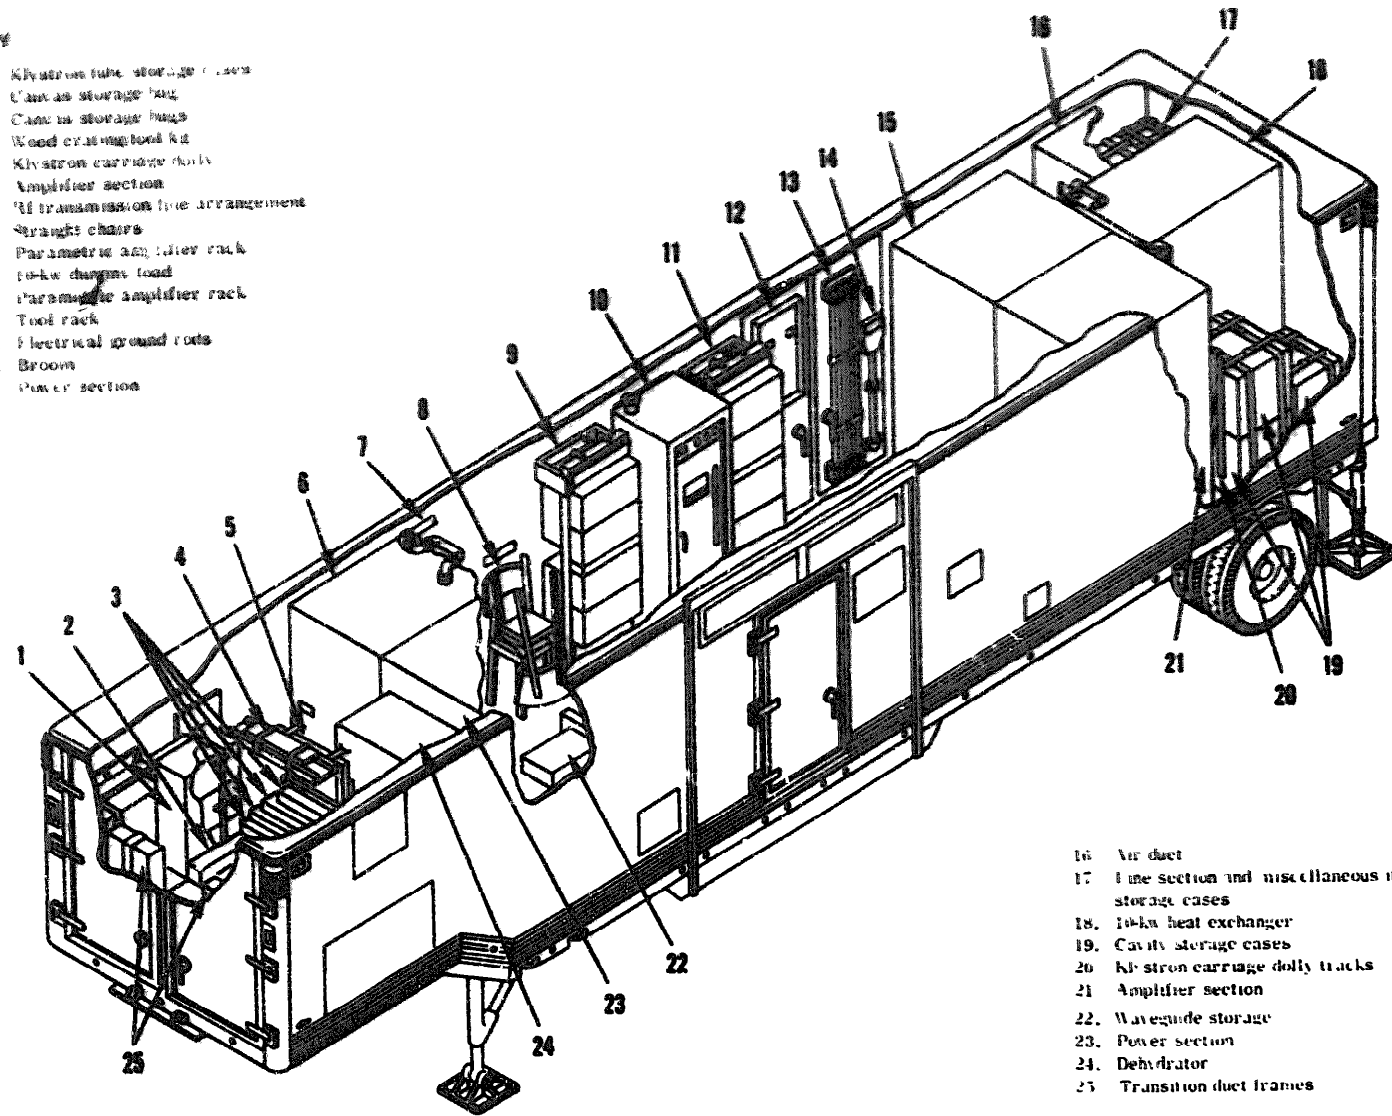 Klystron tube storage cases
Canvas storage bag
Canvas storage bags
Wood crating tool kit
Klystron carriage dolly
Amplifier section
RF transmission line arrangement
Straight chairs
Parametric amplifier rack
10-kw dummy load
Parametric amplifier rack
Tool rack
Electrical ground rods
Broom
Power section
16
17
18
15
14
13
12
11
10
9
8
7
6
5
4
3
2
1
19
20
21
22
23
24
25
16 Air duct
17 Line section and miscellaneous
storage cases
18. 10-kw heat exchanger
19. Cavity storage cases
20 Klystron carriage dolly tracks
21 Amplifier section
22. Waveguide storage
23. Power section
24. Dehydrator
25 Transition duct frames